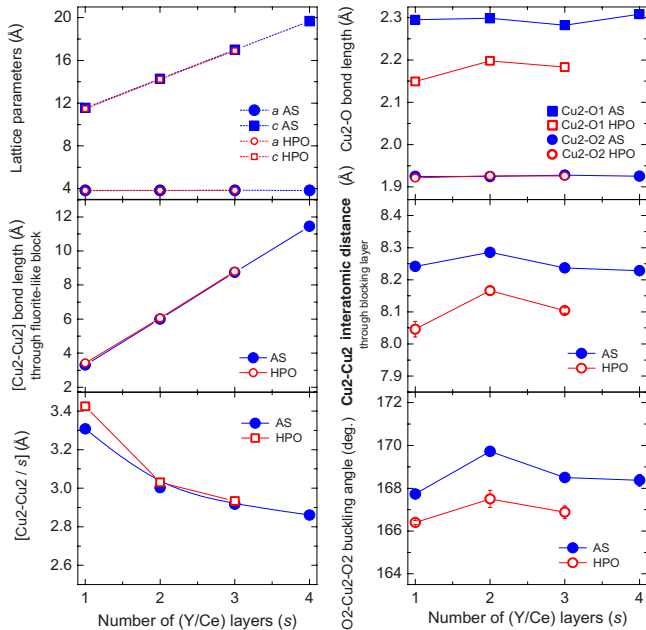 Lattice parameters (Å)
20
16
12
8
4
a AS
c AS
a HPO
c HPO
[Cu2-Cu2] bond length (Å)
through fluorite-like block
12
10
8
6
4
2
AS
HPO
[Cu2-Cu2 / s] (Å)
3.4
3.2
3.0
2.8
2.6
AS
HPO
1 2 3 4
Number of (Y/Ce) layers (s)
Cu2-O bond length (Å)
2.3
2.2
2.1
2.0
1.9
Cu2-O1 AS
Cu2-O1 HPO
Cu2-O2 AS
Cu2-O2 HPO
Cu2-Cu2 interatomic distance (Å)
through blocking layer
8.4
8.3
8.2
8.1
8.0
7.9
AS
HPO
O2-Cu2-O2 buckling angle (deg.)
172
170
168
166
164
AS
HPO
1 2 3 4
Number of (Y/Ce) layers (s)